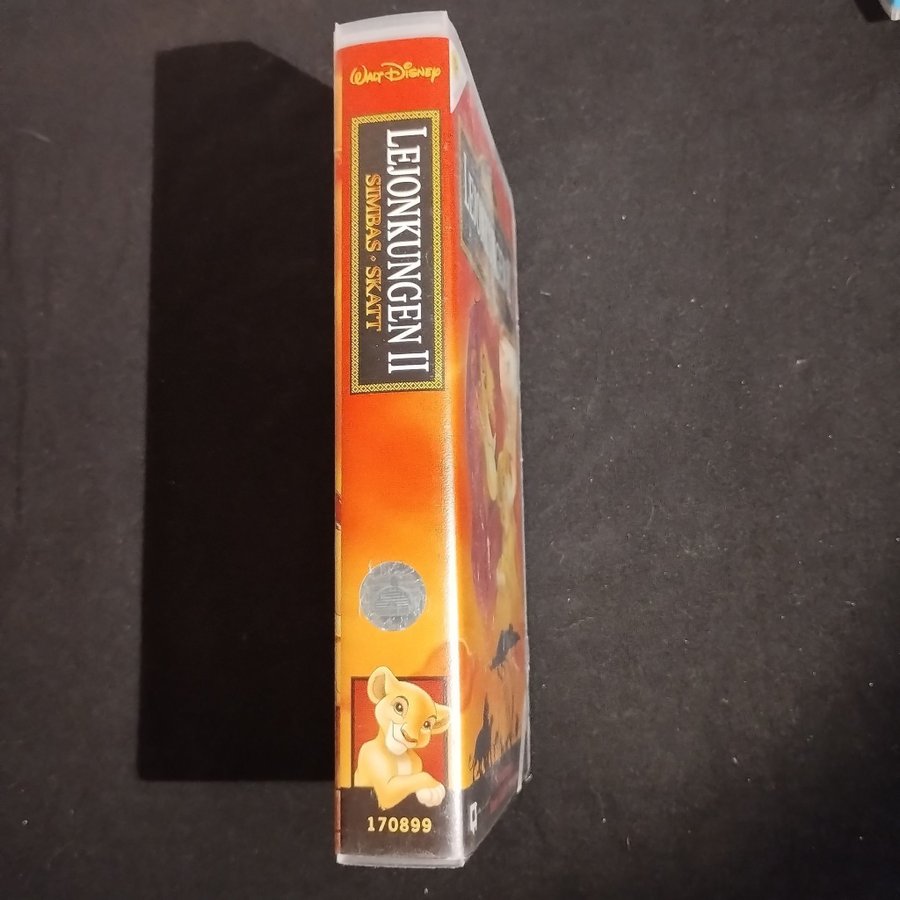 WALT DISNEY
LEJONKUNGEN II
SIMBAS • SKATT
170899